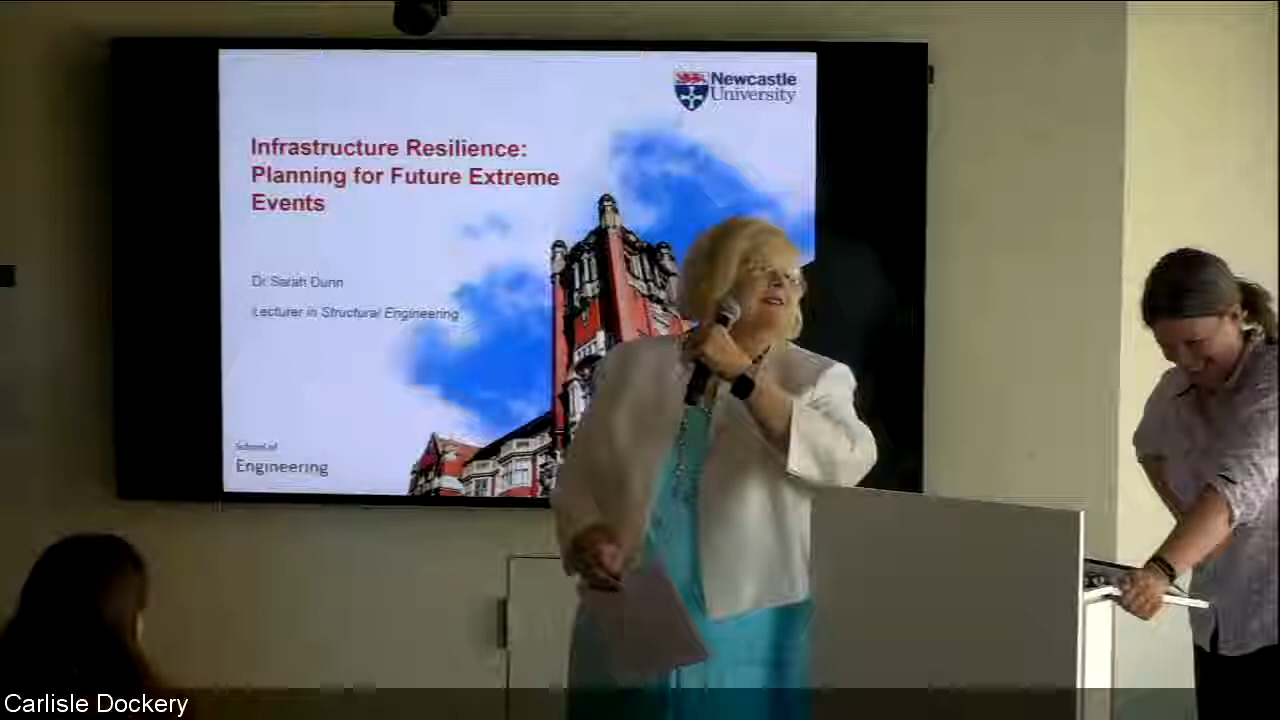 Newcastle
University
Infrastructure Resilience:
Planning for Future Extreme
Events
Dr Sarah Dunn
Lecturer in Structural Engineering
School of
Engineering
Carlisle Dockery